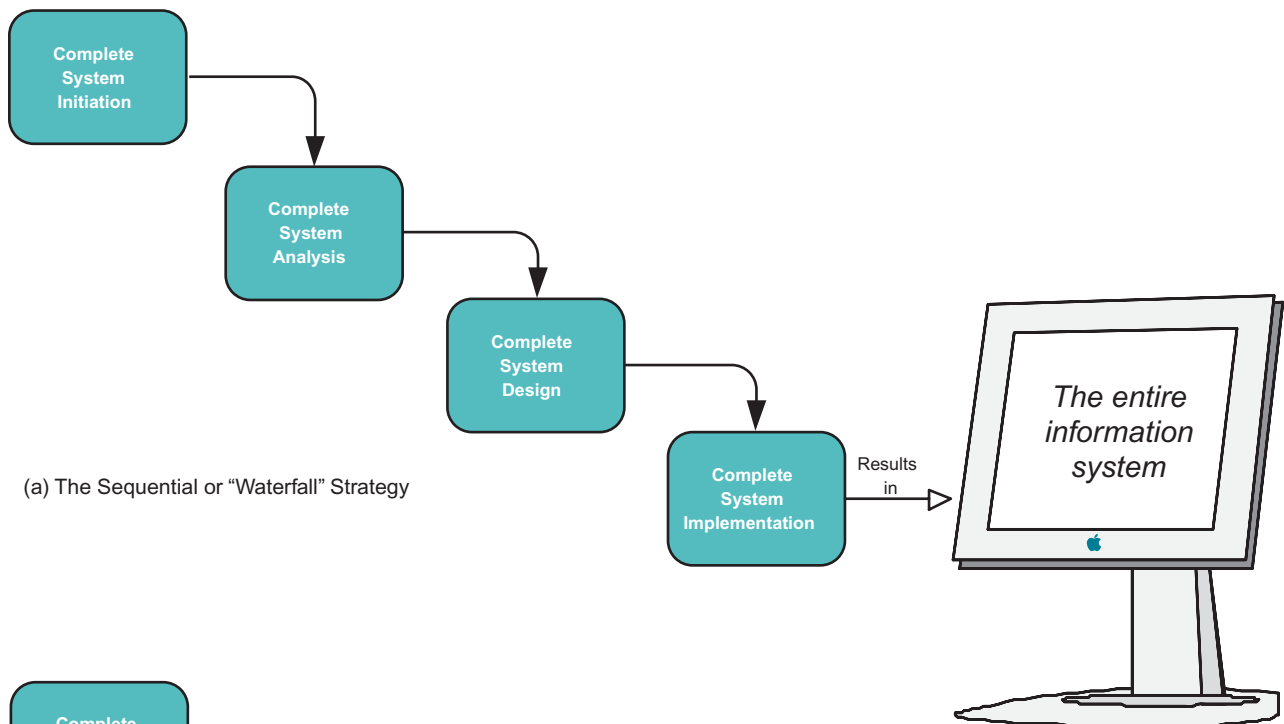 Complete
System
Initiation
Complete
System
Analysis
Complete
System
Design
Complete
System
Implementation
Results
in
The entire
information
system
(a) The Sequential or “Waterfall” Strategy
Complete